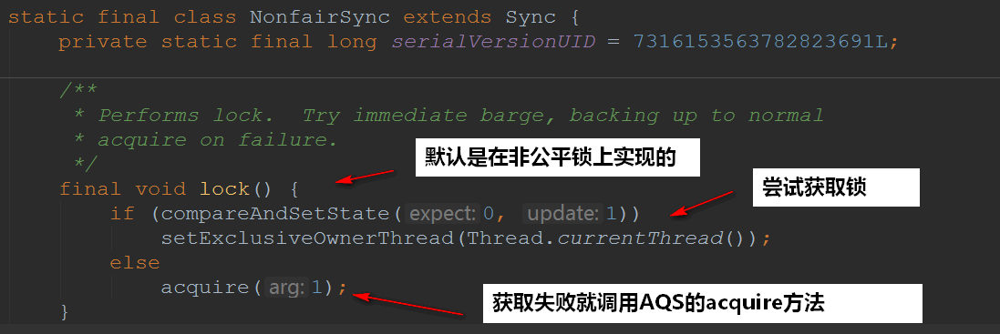 static final class NonfairSync extends Sync {
private static final long serialVersionUID = 7316153563782823691L;
/**
* Performs lock.  Try immediate barge, backing up to normal
* acquire on failure.
*/
默认是在非公平锁上实现的
final void lock() {
尝试获取锁
if (compareAndSetState( expect: 0,  update: 1))
setExclusiveOwnerThread(Thread.currentThread());
else
acquire( arg: 1);
获取失败就调用AQS的acquire方法
}